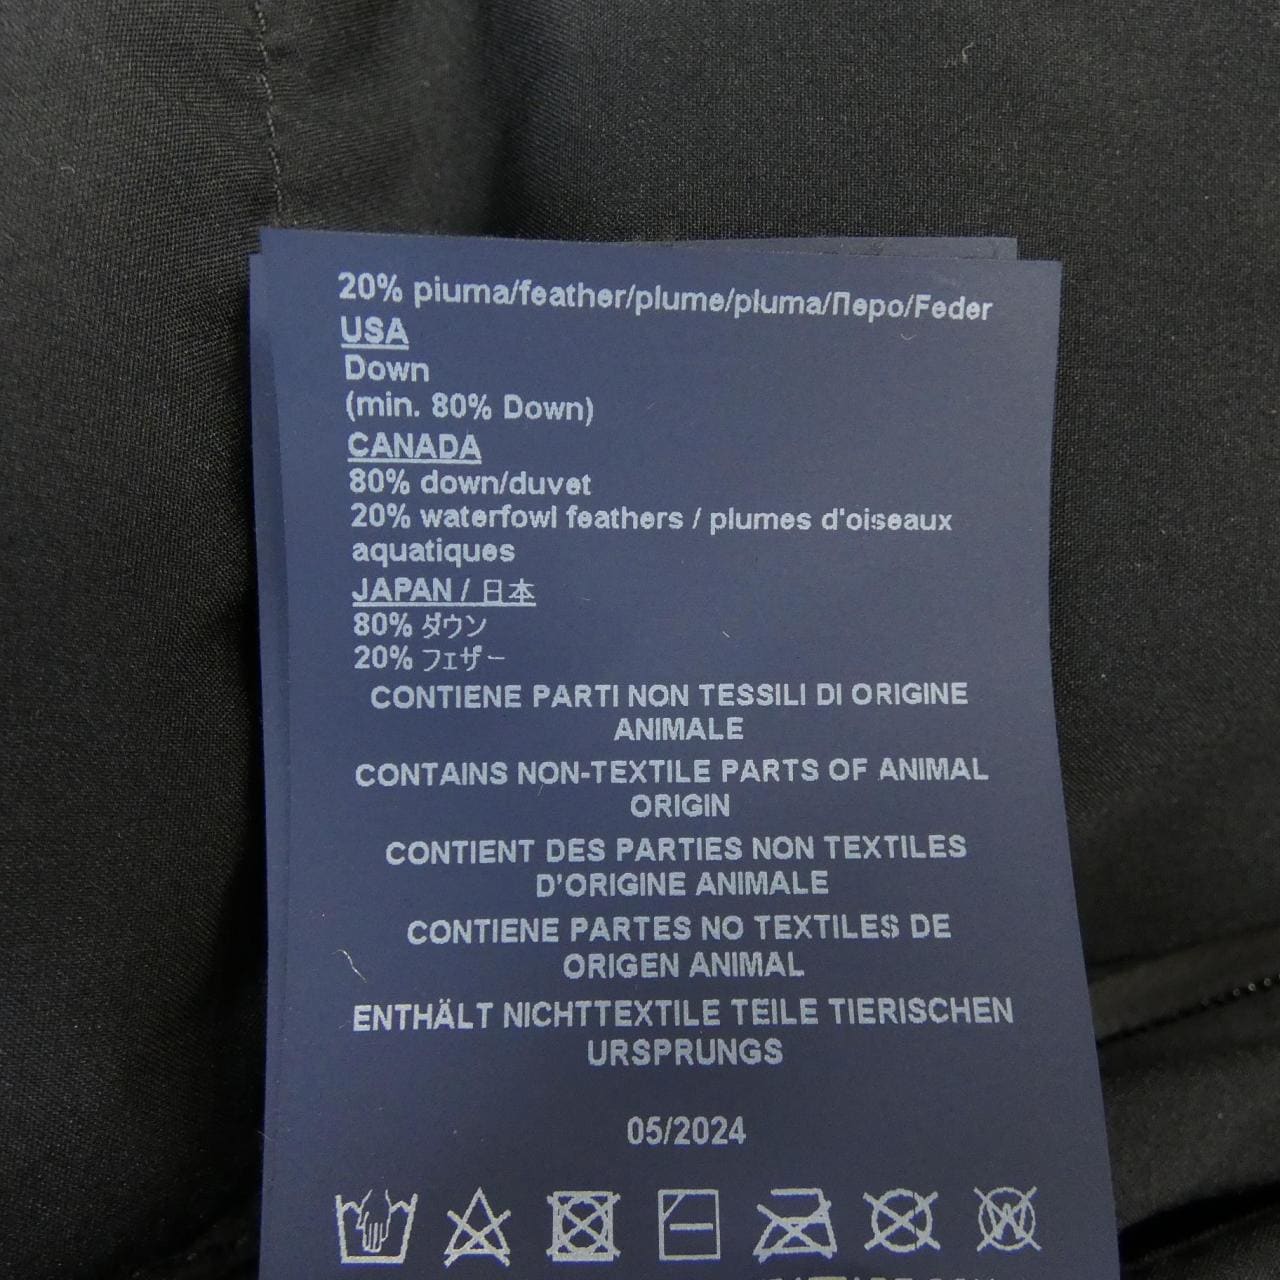 20% piuma/feather/plume/pluma/Перо/Feder
USA
Down
(min. 80% Down)
CANADA
80% down/duvet
20% waterfowl feathers / plumes d'oiseaux
aquatiques
JAPAN / 日本
80% ダウン
20% フェザー
CONTIENE PARTI NON TESSILI DI ORIGINE
ANIMALE
CONTAINS NON-TEXTILE PARTS OF ANIMAL
ORIGIN
CONTIENT DES PARTIES NON TEXTILES
D'ORIGINE ANIMALE
CONTIENE PARTES NO TEXTILES DE
ORIGEN ANIMAL
ENTHÄLT NICHTTEXTILE TEILE TIERISCHEN
URSPRUNGS
05/2024
W